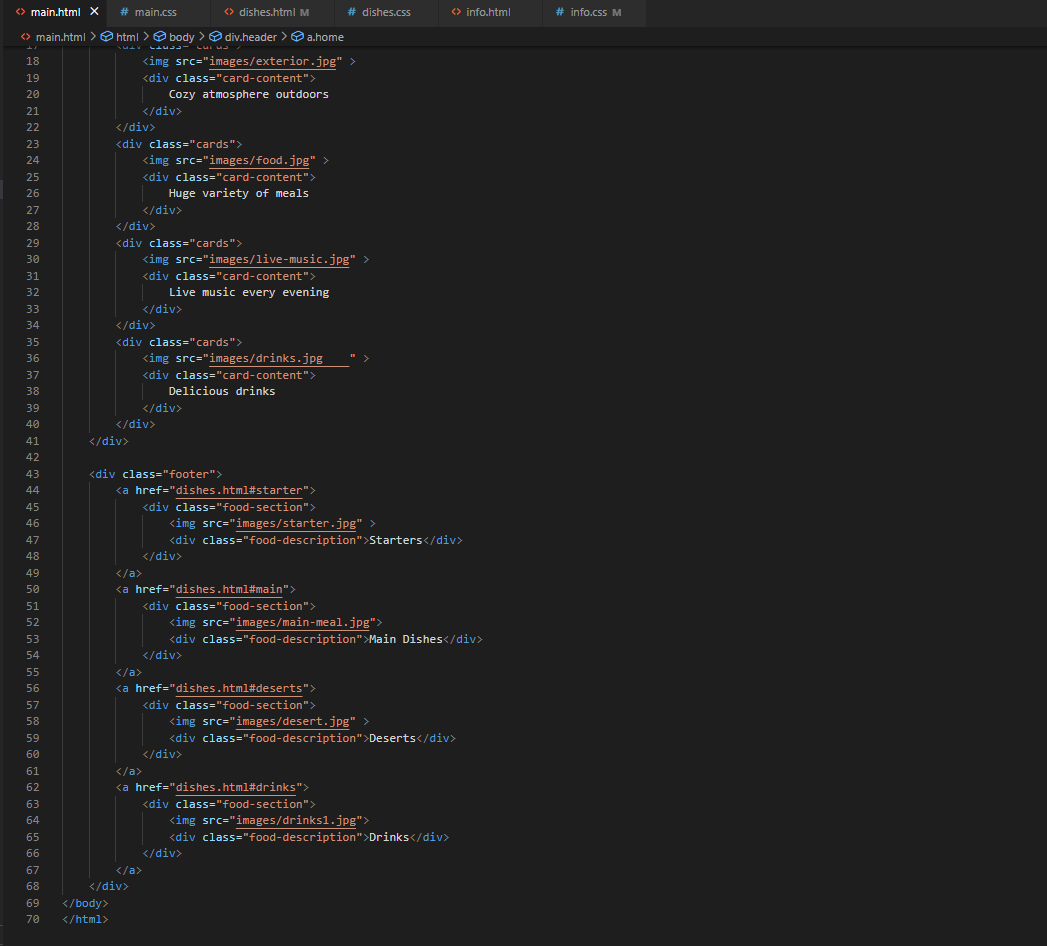 <> main.html × # main.css <> dishes.html M # dishes.css <> info.html # info.css M
<> main.html > html > body > div.header > a.home
17 <div class="cards">
18 <img src="images/exterior.jpg" >
19 <div class="card-content">
20 Cozy atmosphere outdoors
21 </div>
22 </div>
23 <div class="cards">
24 <img src="images/food.jpg" >
25 <div class="card-content">
26 Huge variety of meals
27 </div>
28 </div>
29 <div class="cards">
30 <img src="images/live-music.jpg" >
31 <div class="card-content">
32 Live music every evening
33 </div>
34 </div>
35 <div class="cards">
36 <img src="images/drinks.jpg    " >
37 <div class="card-content">
38 Delicious drinks
39 </div>
40 </div>
41 </div>
42
43 <div class="footer">
44 <a href="dishes.html#starter">
45 <div class="food-section">
46 <img src="images/starter.jpg" >
47 <div class="food-description">Starters</div>
48 </div>
49 </a>
50 <a href="dishes.html#main">
51 <div class="food-section">
52 <img src="images/main-meal.jpg">
53 <div class="food-description">Main Dishes</div>
54 </div>
55 </a>
56 <a href="dishes.html#deserts">
57 <div class="food-section">
58 <img src="images/desert.jpg" >
59 <div class="food-description">Deserts</div>
60 </div>
61 </a>
62 <a href="dishes.html#drinks">
63 <div class="food-section">
64 <img src="images/drinks1.jpg">
65 <div class="food-description">Drinks</div>
66 </div>
67 </a>
68 </div>
69 </body>
70 </html>